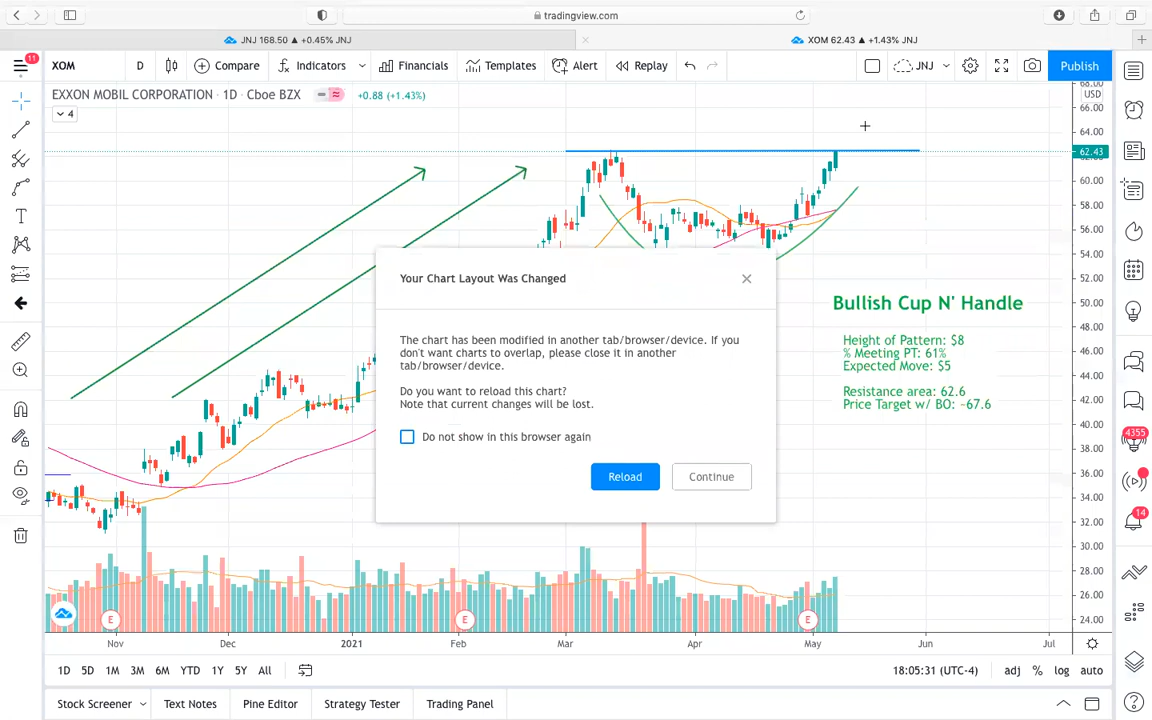 tradingview.com
JNJ 168.50 ▲ +0.45% JNJ
XOM 62.43 ▲ +1.43% JNJ
11
XOM
D
Compare
Indicators
Financials
Templates
Alert
Replay
JNJ
Publish
EXXON MOBIL CORPORATION · 1D · Cboe BZX
+0.88 (+1.43%)
4
68.00
USD
66.00
64.00
62.43
60.00
58.00
56.00
54.00
52.00
50.00
48.00
46.00
44.00
42.00
40.00
38.00
36.00
34.00
32.00
30.00
28.00
26.00
24.00
Bullish Cup N' Handle
Height of Pattern: $8
% Meeting PT: 61%
Expected Move: $5
Resistance area: 62.6
Price Target w/ BO: ~67.6
Your Chart Layout Was Changed
The chart has been modified in another tab/browser/device. If you
don't want charts to overlap, please close it in another
tab/browser/device.
Do you want to reload this chart?
Note that current changes will be lost.
Do not show in this browser again
Reload
Continue
4355
14
E
E
E
Nov
Dec
2021
Feb
Mar
Apr
May
Jun
Jul
1D
5D
1M
3M
6M
YTD
1Y
5Y
All
18:05:31 (UTC-4)
adj
%
log
auto
Stock Screener
Text Notes
Pine Editor
Strategy Tester
Trading Panel